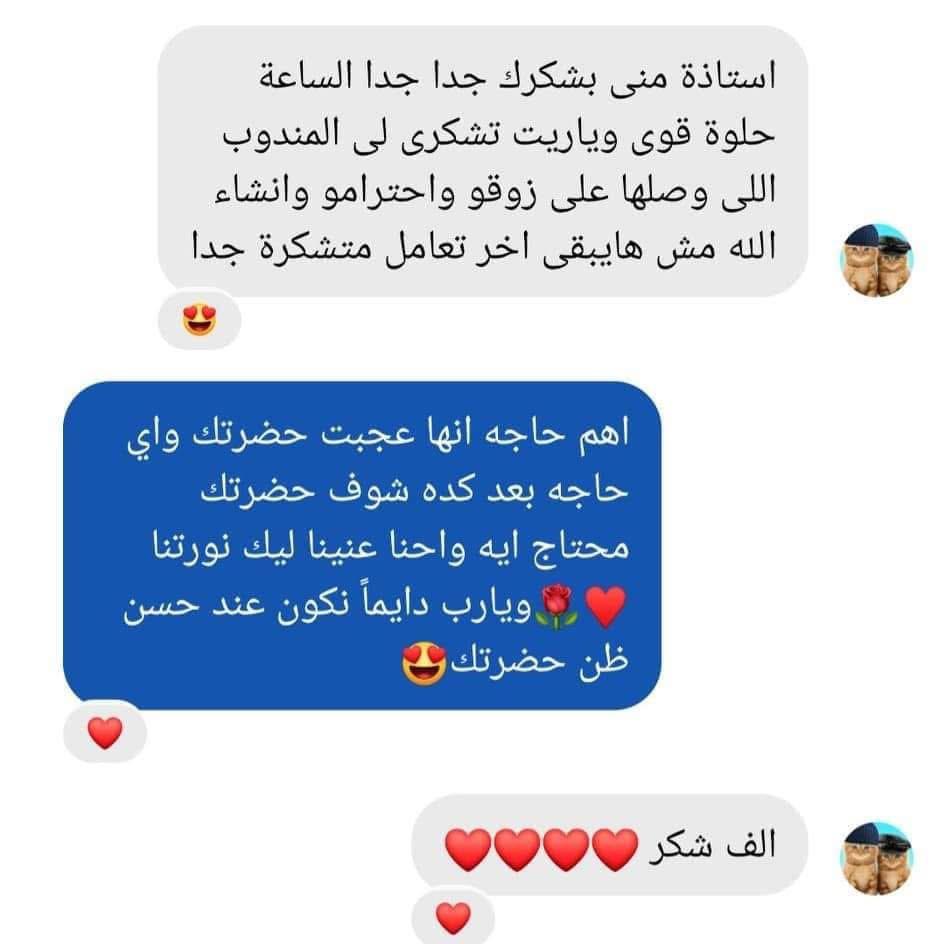 استاذة منى بشكرك جدا جدا الساعة
حلوة قوى وياريت تشكرى لى المندوب
اللى وصلها على زوقو واحترامو وانشاء
الله مش هايبقى اخر تعامل متشكرة جدا
😍
اهم حاجه انها عجبت حضرتك واي
حاجه بعد كده شوف حضرتك
محتاج ايه واحنا عنينا ليك نورتنا
❤️🌹ويارب دايماً نكون عند حسن
ظن حضرتك😍
❤️
الف شكر ❤️❤️❤️❤️
❤️